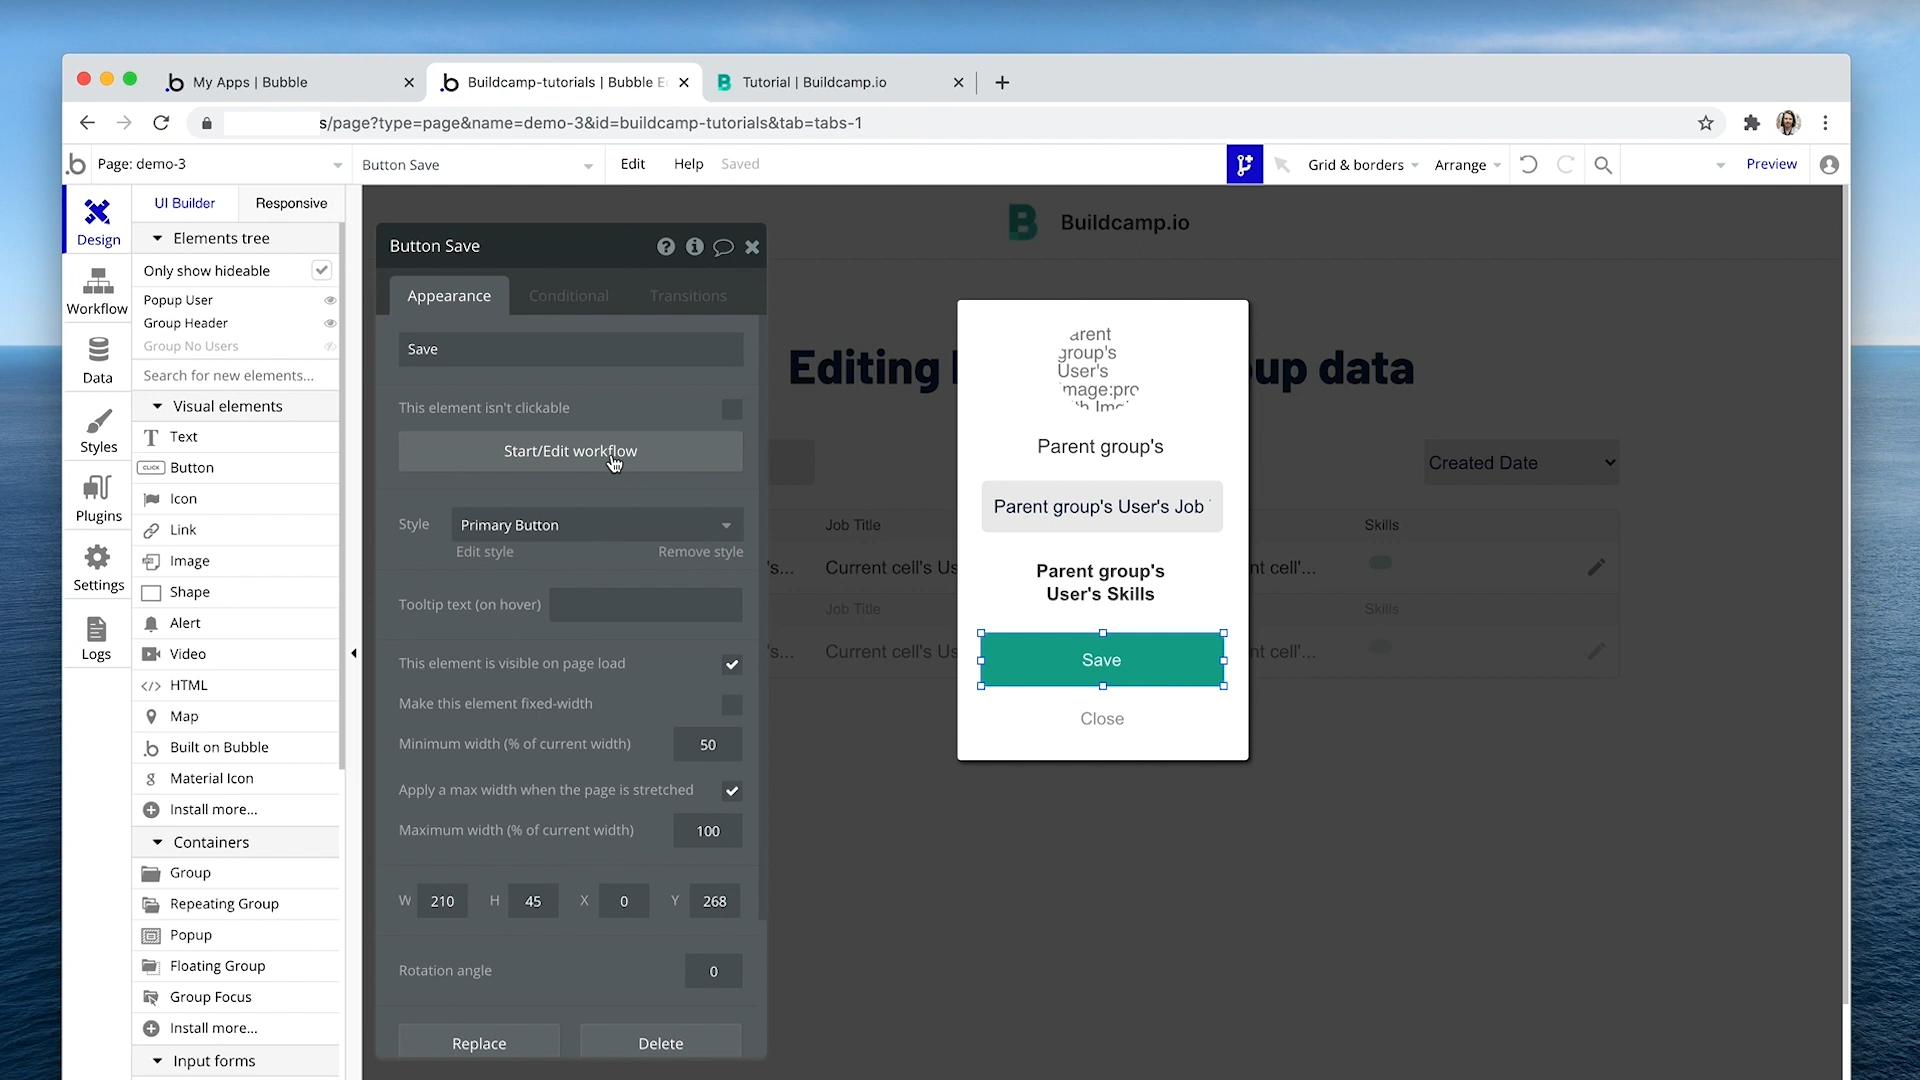 My Apps | Bubble
Buildcamp-tutorials | Bubble E
Tutorial | Buildcamp.io
s/page?type=page&name=demo-3&id=buildcamp-tutorials&tab=tabs-1
Page: demo-3
Button Save
Edit
Help
Saved
Grid & borders
Arrange
Preview
Design
Workflow
Data
Styles
Plugins
Settings
Logs
UI Builder
Responsive
Elements tree
Only show hideable
Popup User
Group Header
Group No Users
Search for new elements...
Visual elements
Text
CLICK Button
Icon
Link
Image
Shape
Alert
Video
HTML
Map
Built on Bubble
Material Icon
Install more...
Containers
Group
Repeating Group
Popup
Floating Group
Group Focus
Install more...
Input forms
Button Save
Appearance
Conditional
Transitions
Save
This element isn't clickable
Start/Edit workflow
Style
Primary Button
Edit style
Remove style
Tooltip text (on hover)
This element is visible on page load
Make this element fixed-width
Minimum width (% of current width)
50
Apply a max width when the page is stretched
Maximum width (% of current width)
100
W 210 H 45 X 0 Y 268
Rotation angle
0
Replace
Delete
Buildcamp.io
Editing
up data
Created Date
Job Title
Skills
's...
Current cell's Us
nt cell'...
Job Title
Skills
's...
Current cell's Us
nt cell'...
arent
group's
User's
Parent group's
Parent group's User's Job
Parent group's
User's Skills
Save
Close